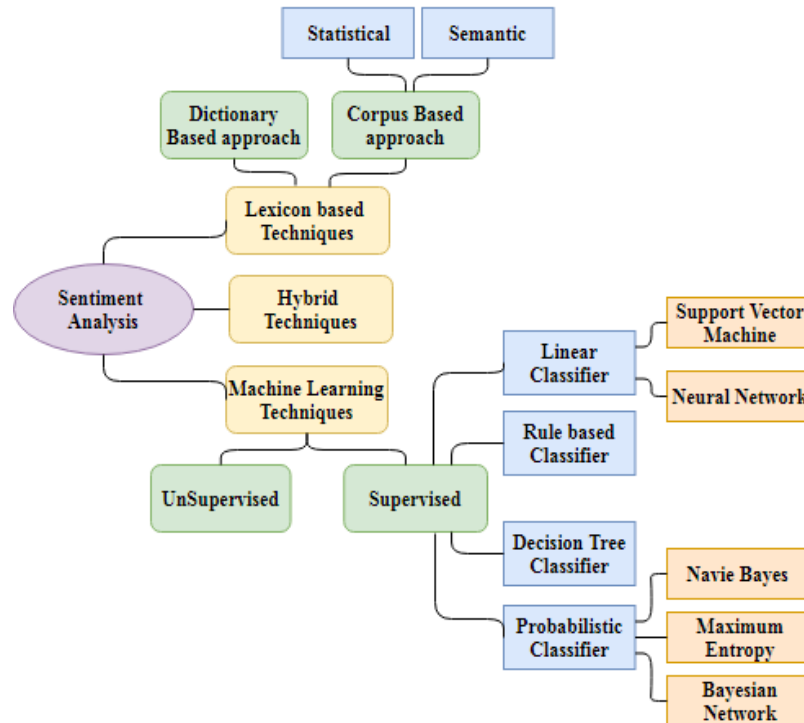 Statistical
Semantic
Dictionary
Based approach
Corpus Based
approach
Lexicon based
Techniques
Sentiment
Analysis
Hybrid
Techniques
Machine Learning
Techniques
UnSupervised
Supervised
Linear
Classifier
Support Vector
Machine
Neural Network
Rule based
Classifier
Decision Tree
Classifier
Probabilistic
Classifier
Navie Bayes
Maximum
Entropy
Bayesian
Network